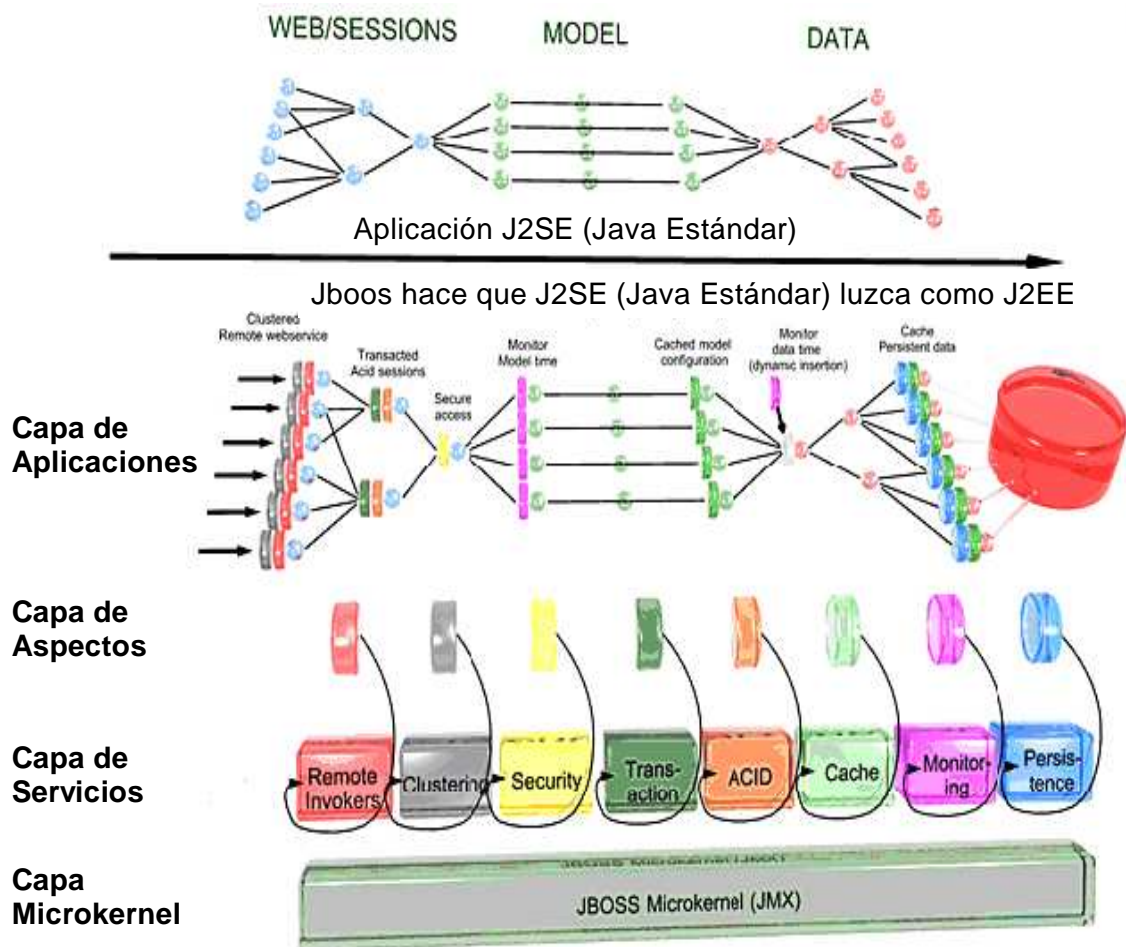 WEB/SESSIONS MODEL DATA
Aplicación J2SE (Java Estándar)
Jboos hace que J2SE (Java Estándar) luzca como J2EE
Clustered
Remote webservice
Transacted
Acid sessions
Secure
access
Monitor
Model time
Cached model
configuration
Monitor
data time
(dynamic insertion)
Cache
Persistent data
Capa de
Aplicaciones
Capa de
Aspectos
Capa de
Servicios
Remote
Invokers
Clustering
Security
Trans-
action
ACID
Cache
Monitor-
ing
Persis-
tence
Capa
Microkernel
JBOSS Microkernel (JMX)
JBOSS Microkernel (JMX)